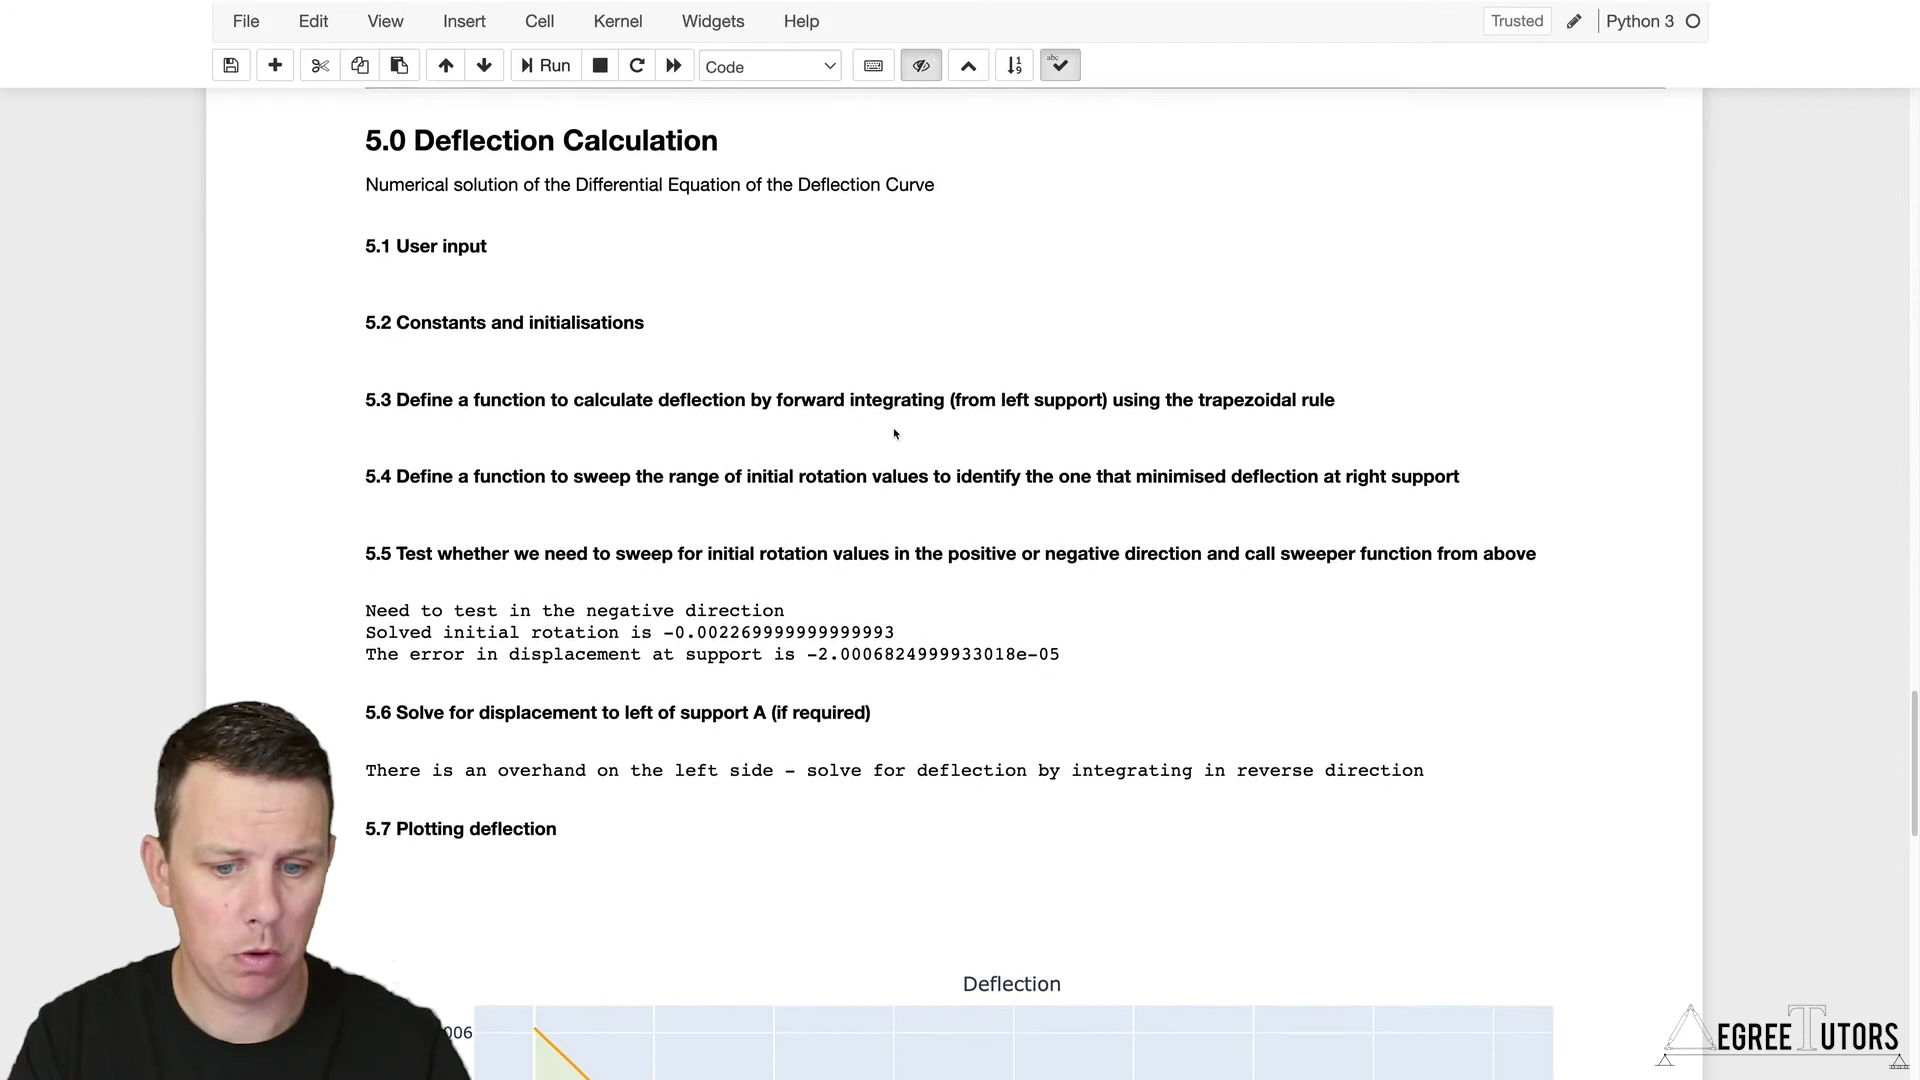 File Edit View Insert Cell Kernel Widgets Help Trusted Python 3
Run Code abc
5.0 Deflection Calculation
Numerical solution of the Differential Equation of the Deflection Curve
5.1 User input
5.2 Constants and initialisations
5.3 Define a function to calculate deflection by forward integrating (from left support) using the trapezoidal rule
5.4 Define a function to sweep the range of initial rotation values to identify the one that minimised deflection at right support
5.5 Test whether we need to sweep for initial rotation values in the positive or negative direction and call sweeper function from above
Need to test in the negative direction
Solved initial rotation is -0.002269999999999993
The error in displacement at support is -2.0006824999933018e-05
5.6 Solve for displacement to left of support A (if required)
There is an overhand on the left side - solve for deflection by integrating in reverse direction
5.7 Plotting deflection
Deflection
006
DEGREE TUTORS